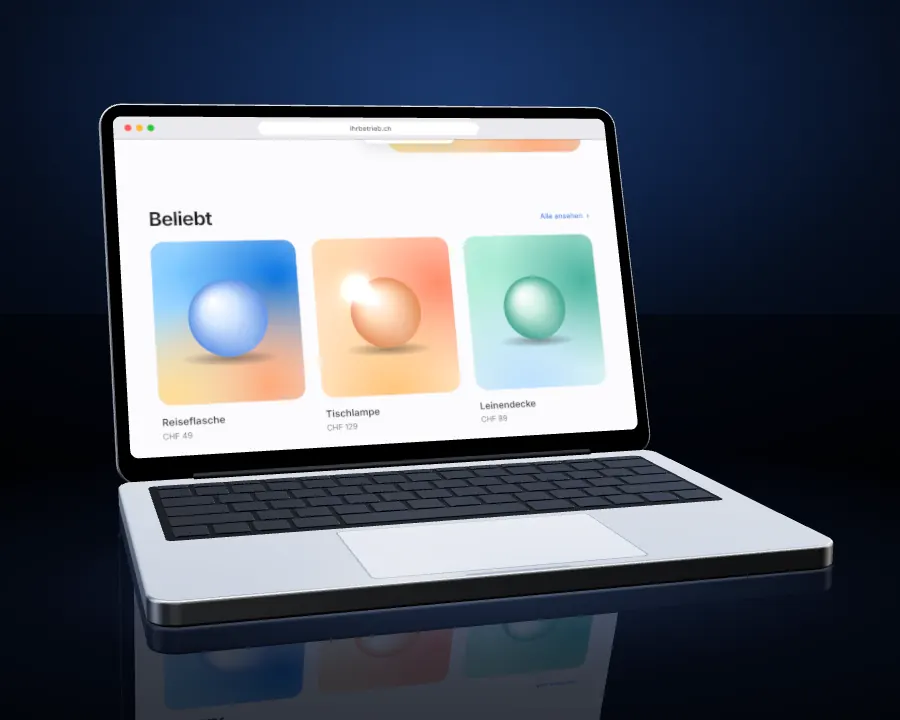 ihrbetrieb.ch
Beliebt
Alle ansehen ›
Reiseflasche
CHF 49
Tischlampe
CHF 129
Leinendecke
CHF 89